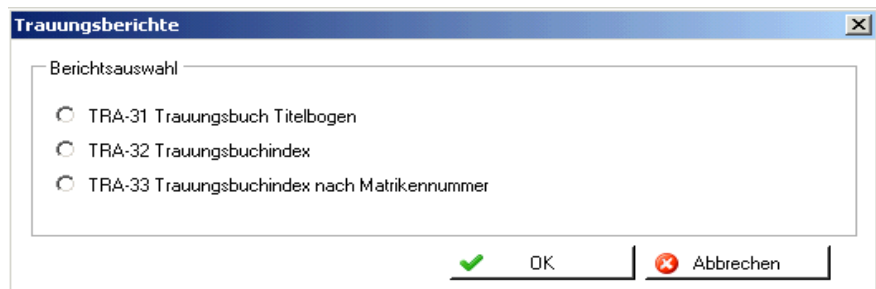 Trauungsberichte
Berichtsauswahl
TRA-31 Trauungsbuch Titelbogen
TRA-32 Trauungsbuchindex
TRA-33 Trauungsbuchindex nach Matrikennummer
OK Abbrechen